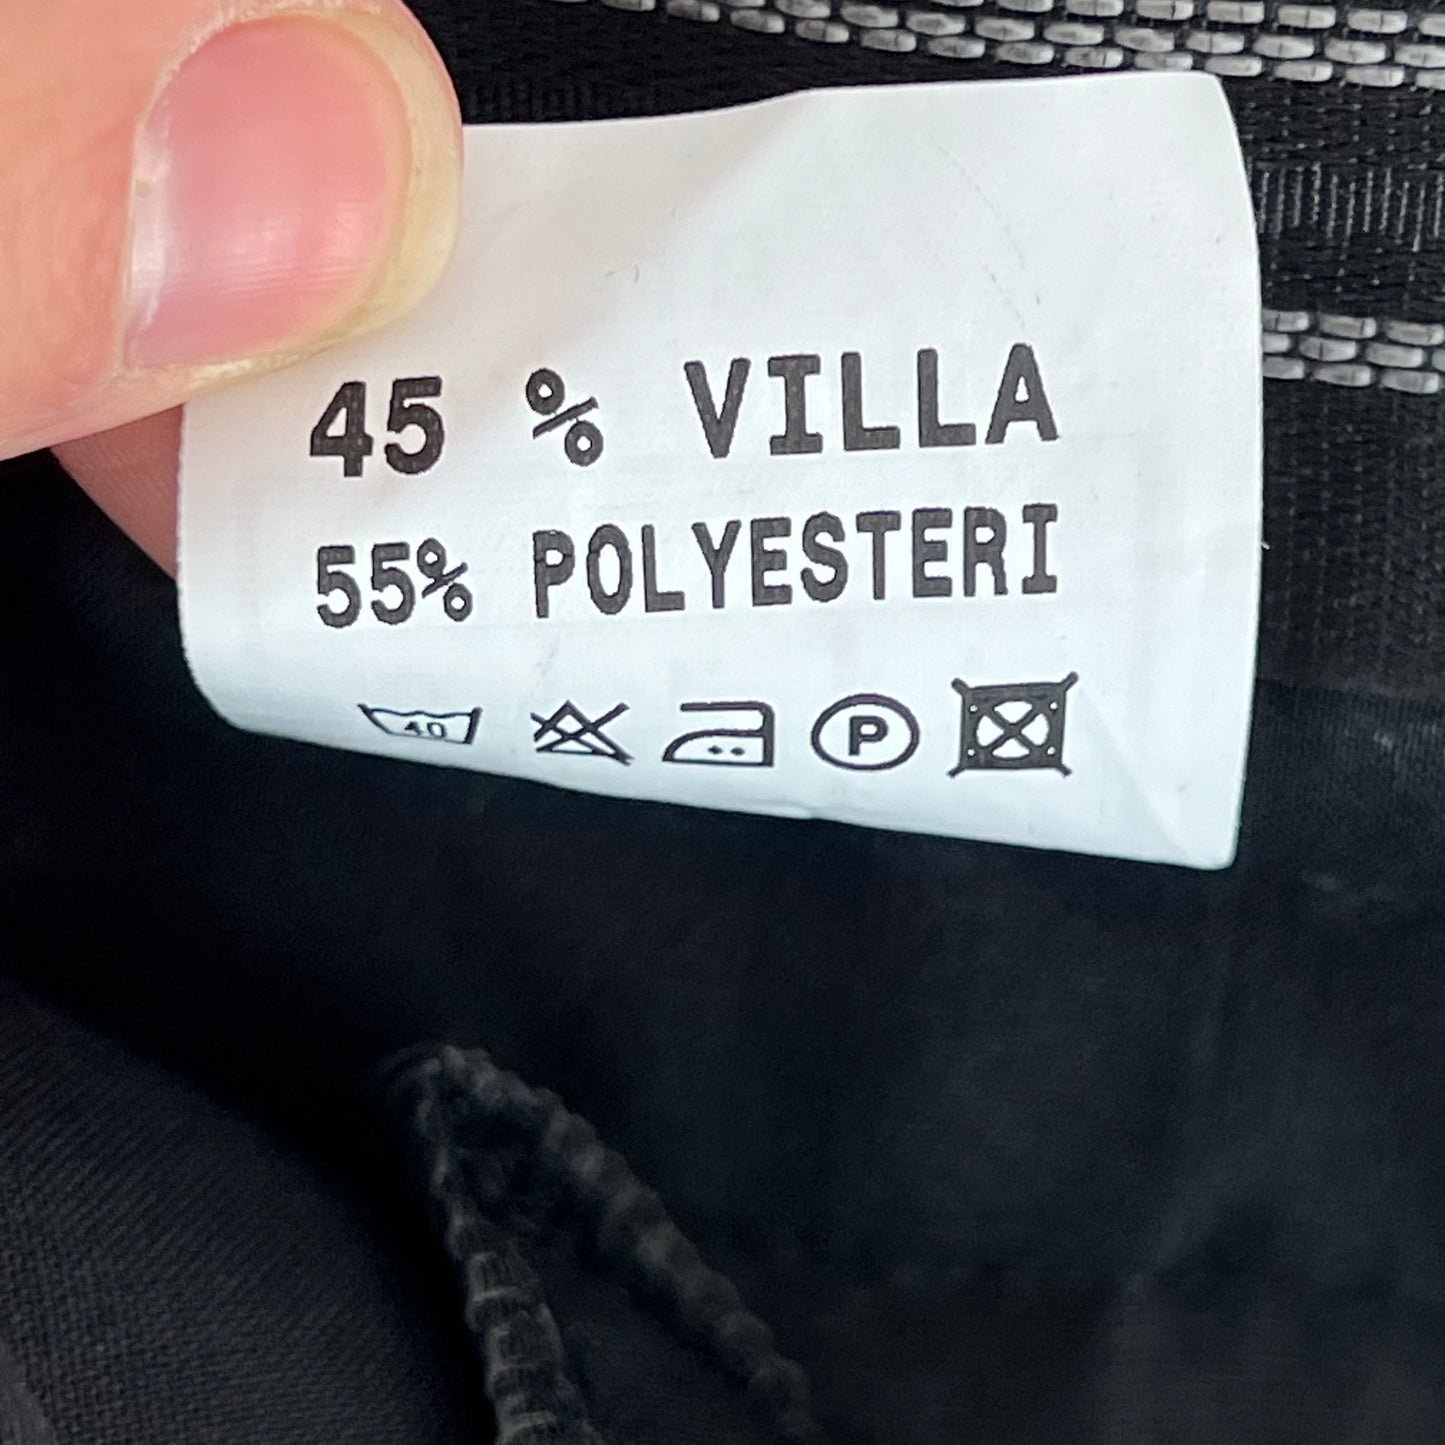 45 % VILLA
55% POLYESTERI
40 P